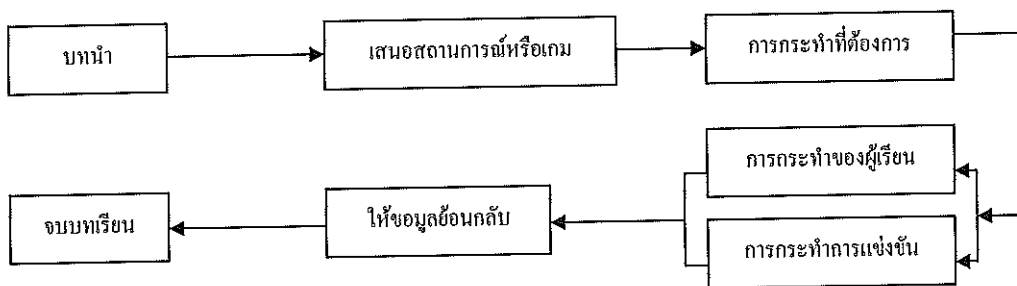 บทนำ
เสนอสถานการณ์หรือเกม
การกระทำที่ต้องการ
การกระทำของผู้เรียน
การกระทำการแข่งขัน
ให้ขอมูลย้อนกลับ
จบบทเรียน